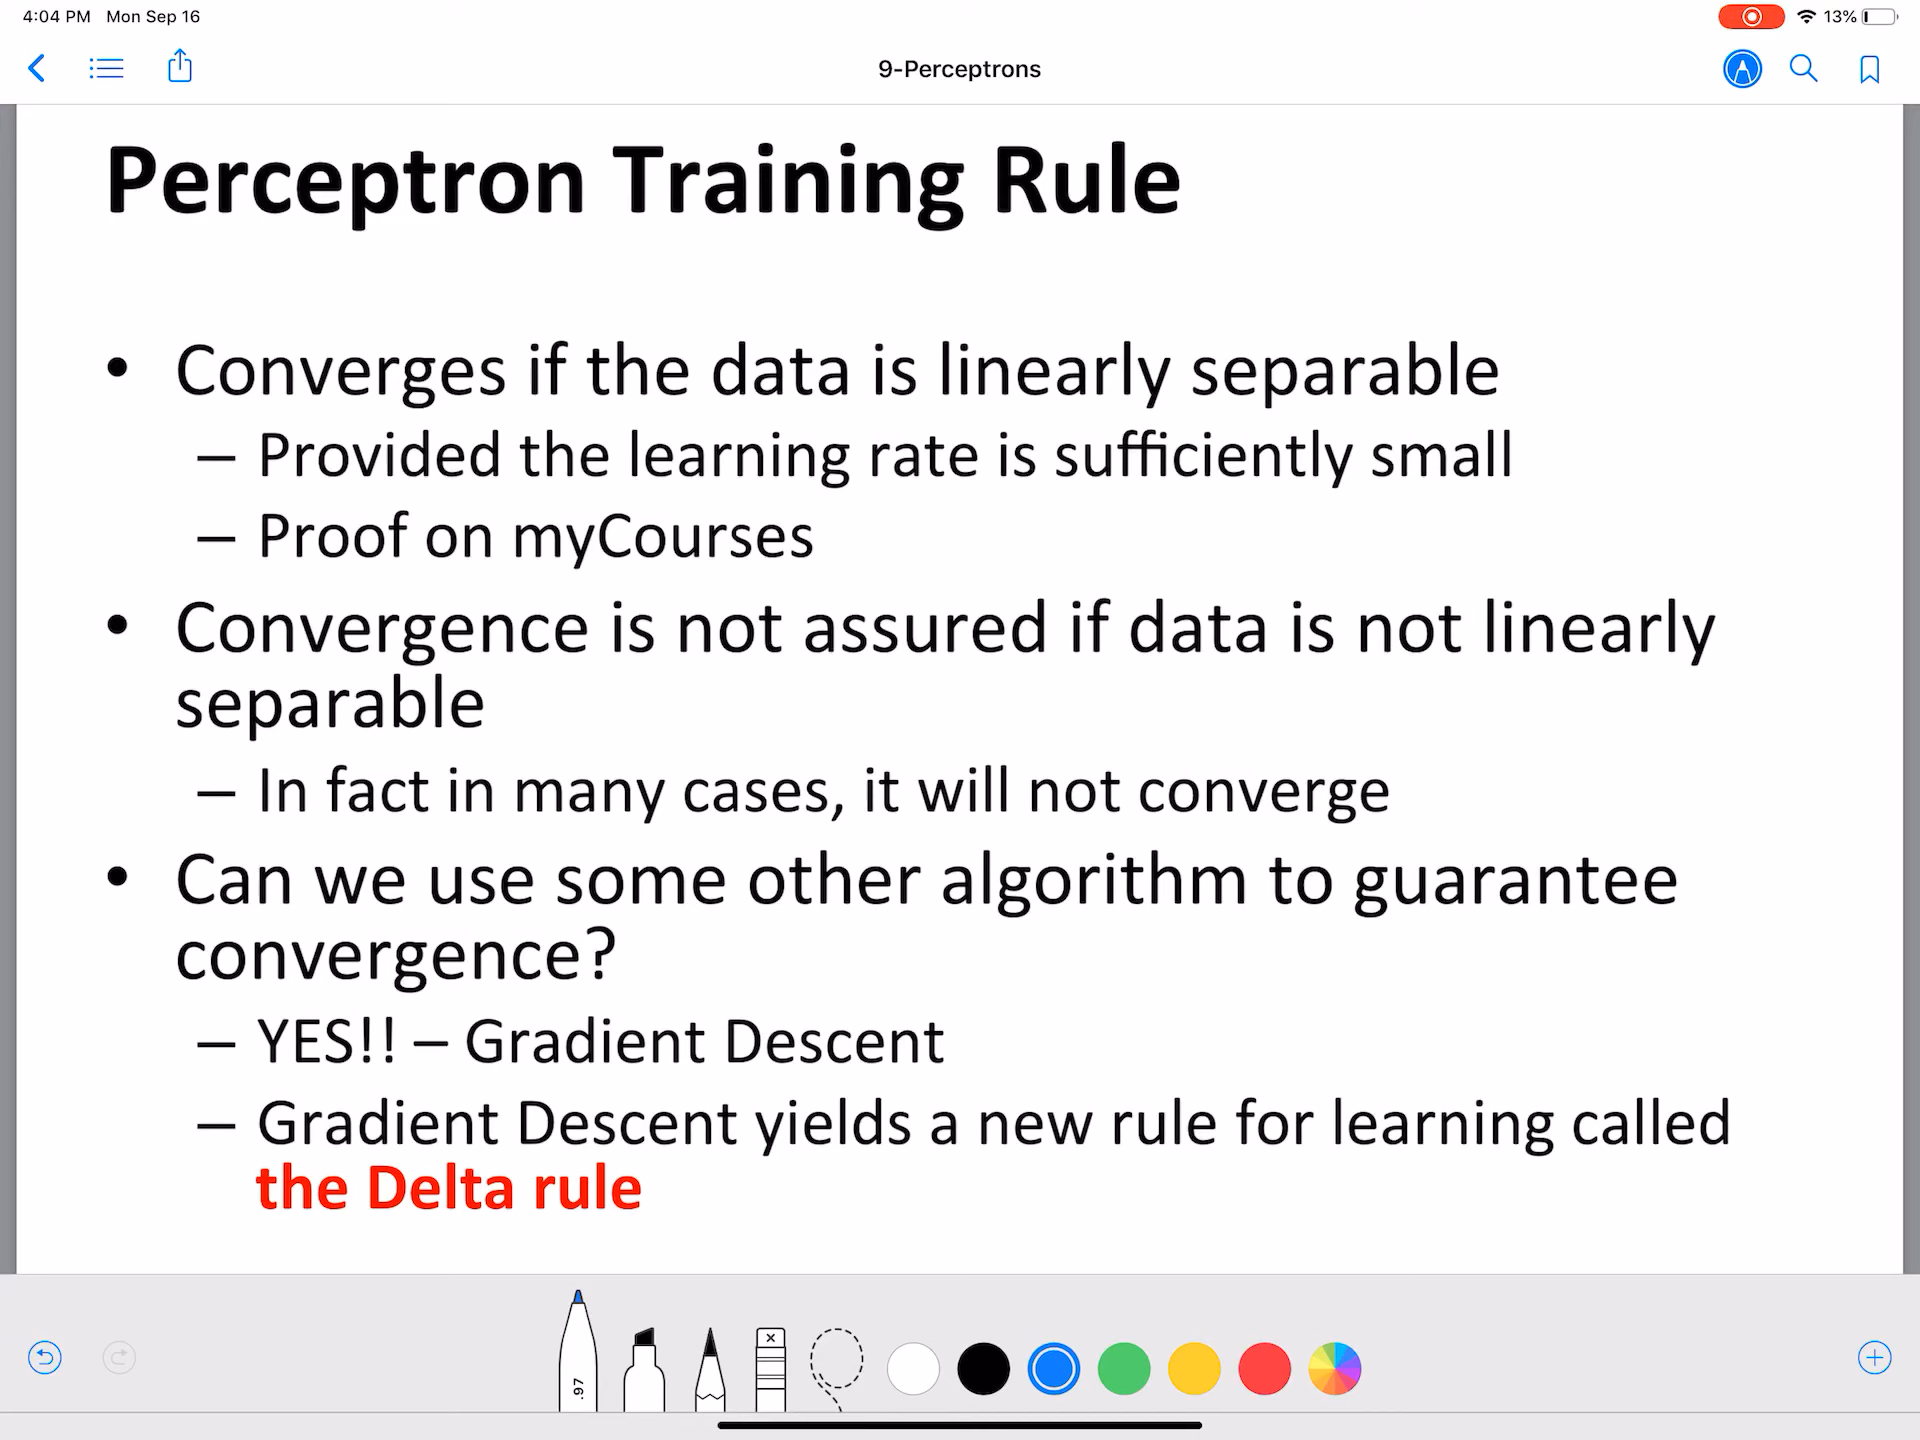 4:04 PM Mon Sep 16
13%
9-Perceptrons
Perceptron Training Rule
• Converges if the data is linearly separable
– Provided the learning rate is sufficiently small
– Proof on myCourses
• Convergence is not assured if data is not linearly
separable
– In fact in many cases, it will not converge
• Can we use some other algorithm to guarantee
convergence?
– YES!! – Gradient Descent
– Gradient Descent yields a new rule for learning called
the Delta rule
.97